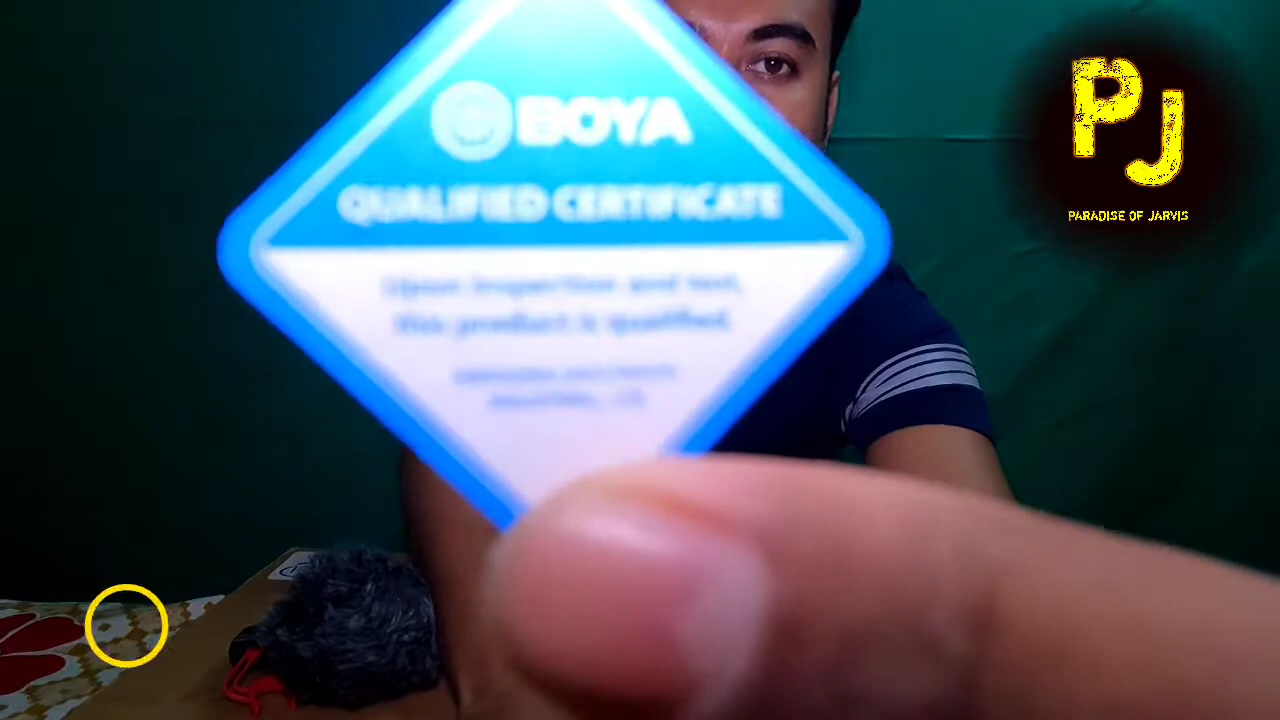 BOYA
QUALIFIED CERTIFICATE
Upon inspection and test,
this product is qualified.
PJ
PARADISE OF JARVIS